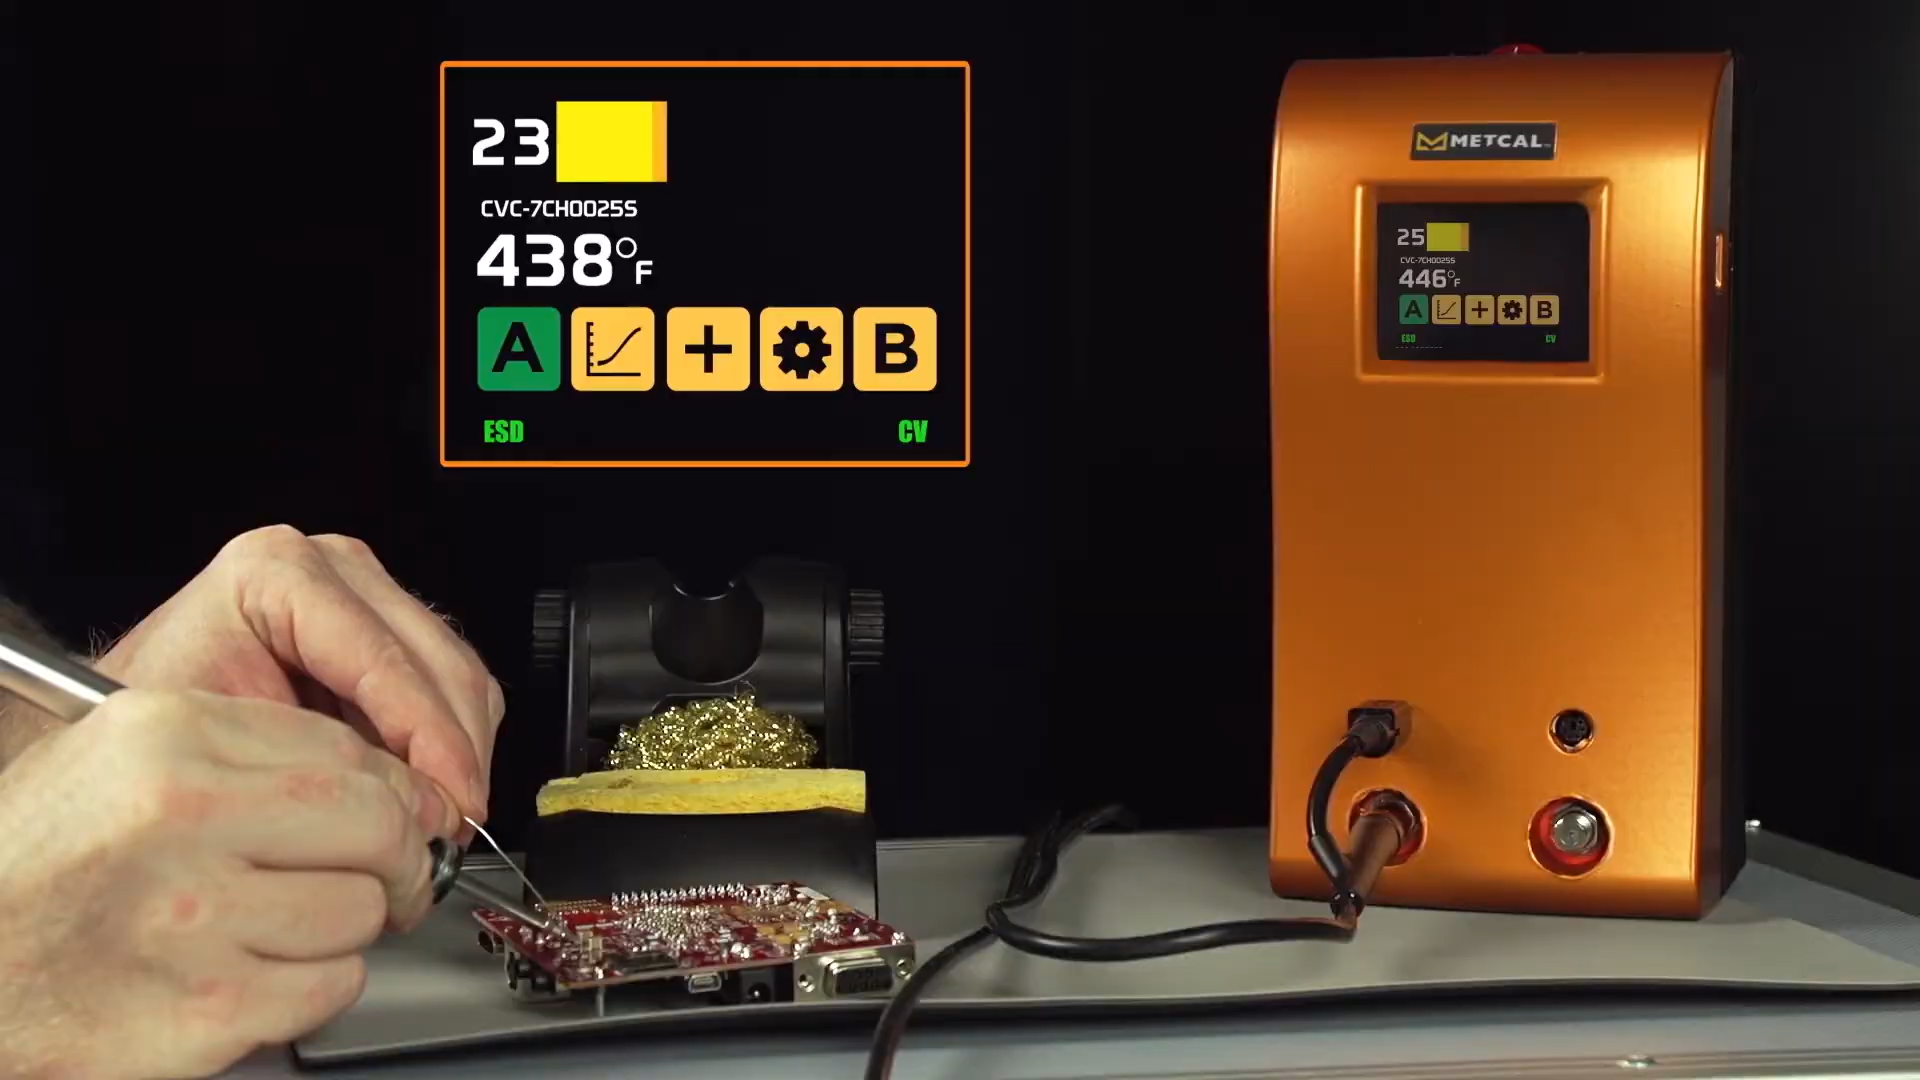 23
CVC-7CH0025S
438°F
A + B
ESD CV
METCAL
25
CVC-7CH0025S
446°F
A + B
ESD CV